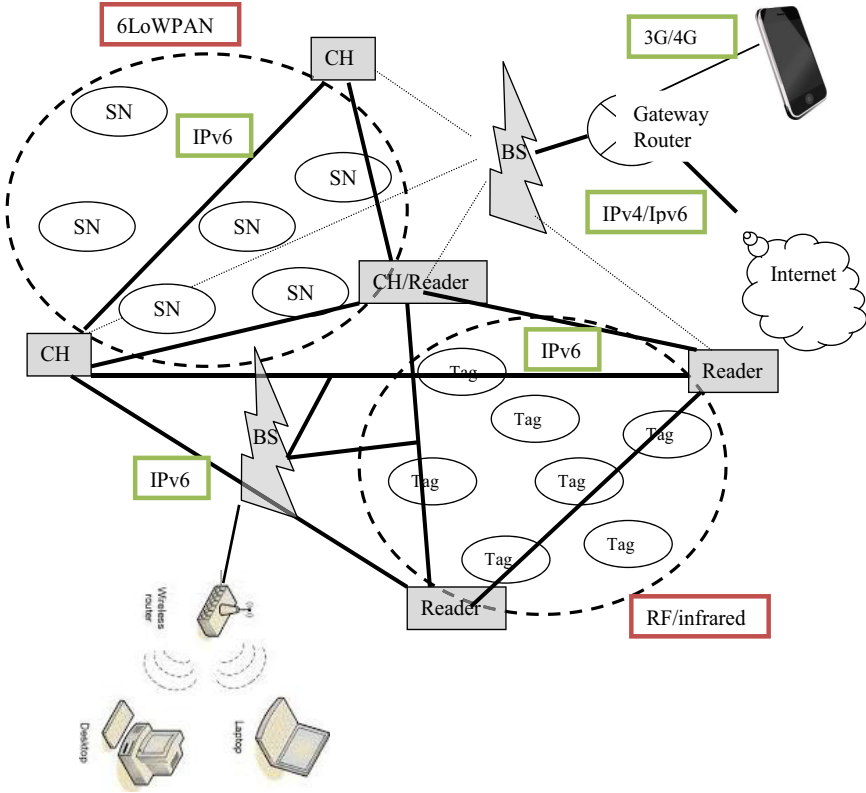 6LoWPAN
3G/4G
CH
SN
IPv6
Gateway
Router
BS
SN
SN
SN
IPv4/Ipv6
Internet
CH/Reader
SN
SN
CH
IPv6
Reader
Tag
Tag
BS
Tag
IPv6
Tag
Tag
Tag
Tag
Reader
RF/infrared
Wireless
router
Desktop
Laptop